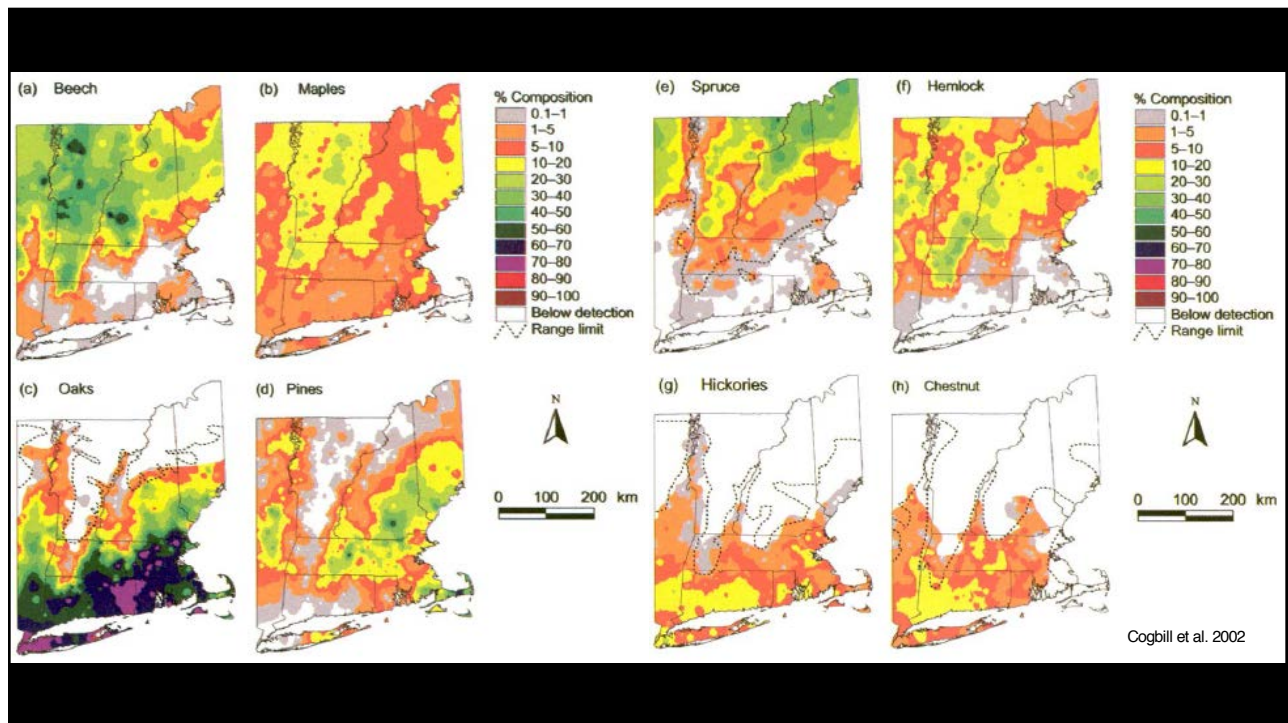 (a) Beech
(b) Maples
% Composition
0.1–1
1–5
5–10
10–20
20–30
30–40
40–50
50–60
60–70
70–80
80–90
90–100
Below detection
Range limit
(c) Oaks
(d) Pines
N
0 100 200 km
(e) Spruce
(f) Hemlock
% Composition
0.1–1
1–5
5–10
10–20
20–30
30–40
40–50
50–60
60–70
70–80
80–90
90–100
Below detection
Range limit
(g) Hickories
(h) Chestnut
N
0 100 200 km
Cogbill et al. 2002